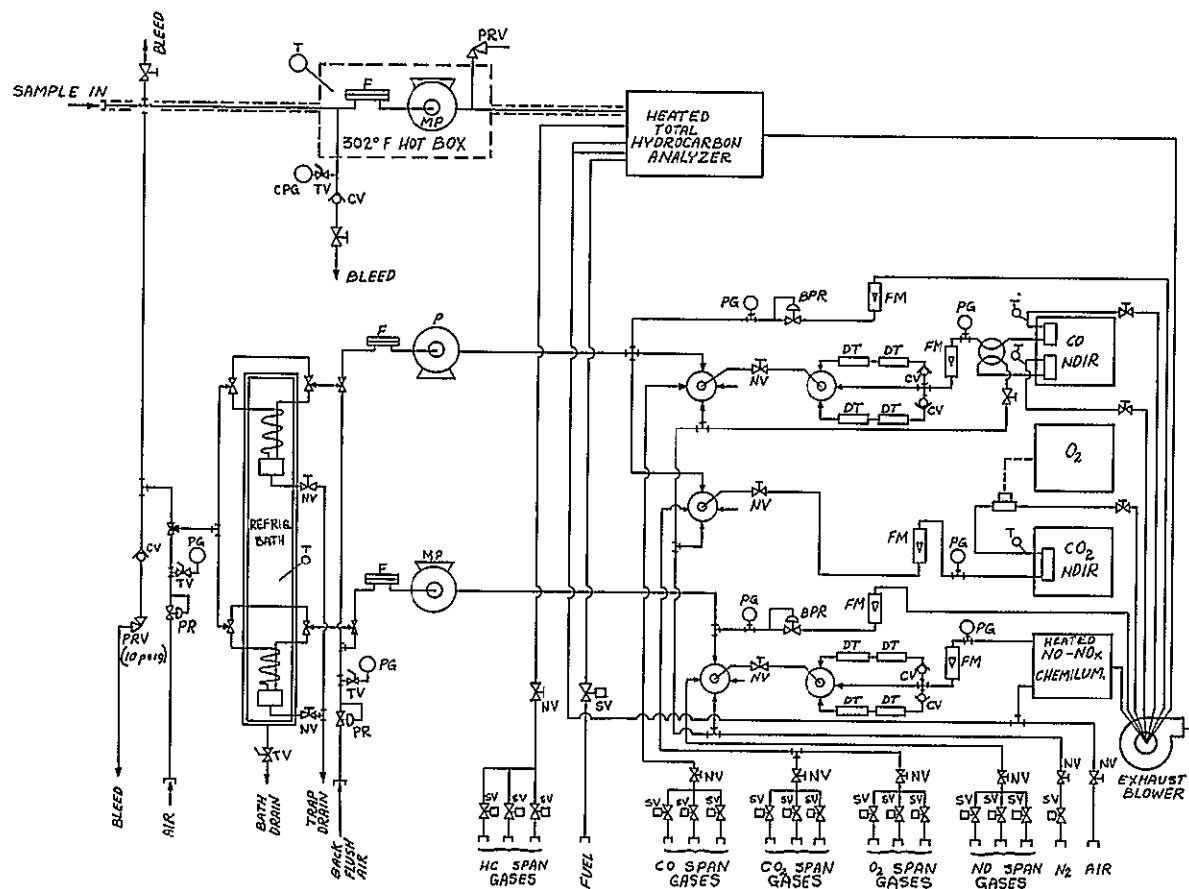 BLEED
PRV
T
SAMPLE IN
F
MP
302° F HOT BOX
HEATED
TOTAL
HYDROCARBON
ANALYZER
CPG
TV
CV
BLEED
PG
BPR
FM
T
PG
CO
NDIR
T
F
P
FM
NV
DT
DT
CV
DT
DT
CV
O2
NV
NV
REFRIG.
BATH
T
CV
PG
TV
PR
PRV
(10 psig)
F
MP
FM
PG
T
CO2
NDIR
PG
BPR
FM
PG
HEATED
NO-NOX
CHEMILUM.
NV
DT
DT
CV
FM
DT
DT
CV
PG
TV
PR
NV
TV
NV
SV
NV
NV
NV
NV
NV
NV
EXHAUST
BLOWER
SV
SV
SV
SV
SV
SV
SV
SV
SV
SV
SV
SV
SV
SV
BLEED
AIR
BATH
DRAIN
TRAP
DRAIN
BACK
FLUSH
AIR
HC SPAN
GASES
FUEL
CO SPAN
GASES
CO2 SPAN
GASES
O2 SPAN
GASES
NO SPAN
GASES
N2
AIR